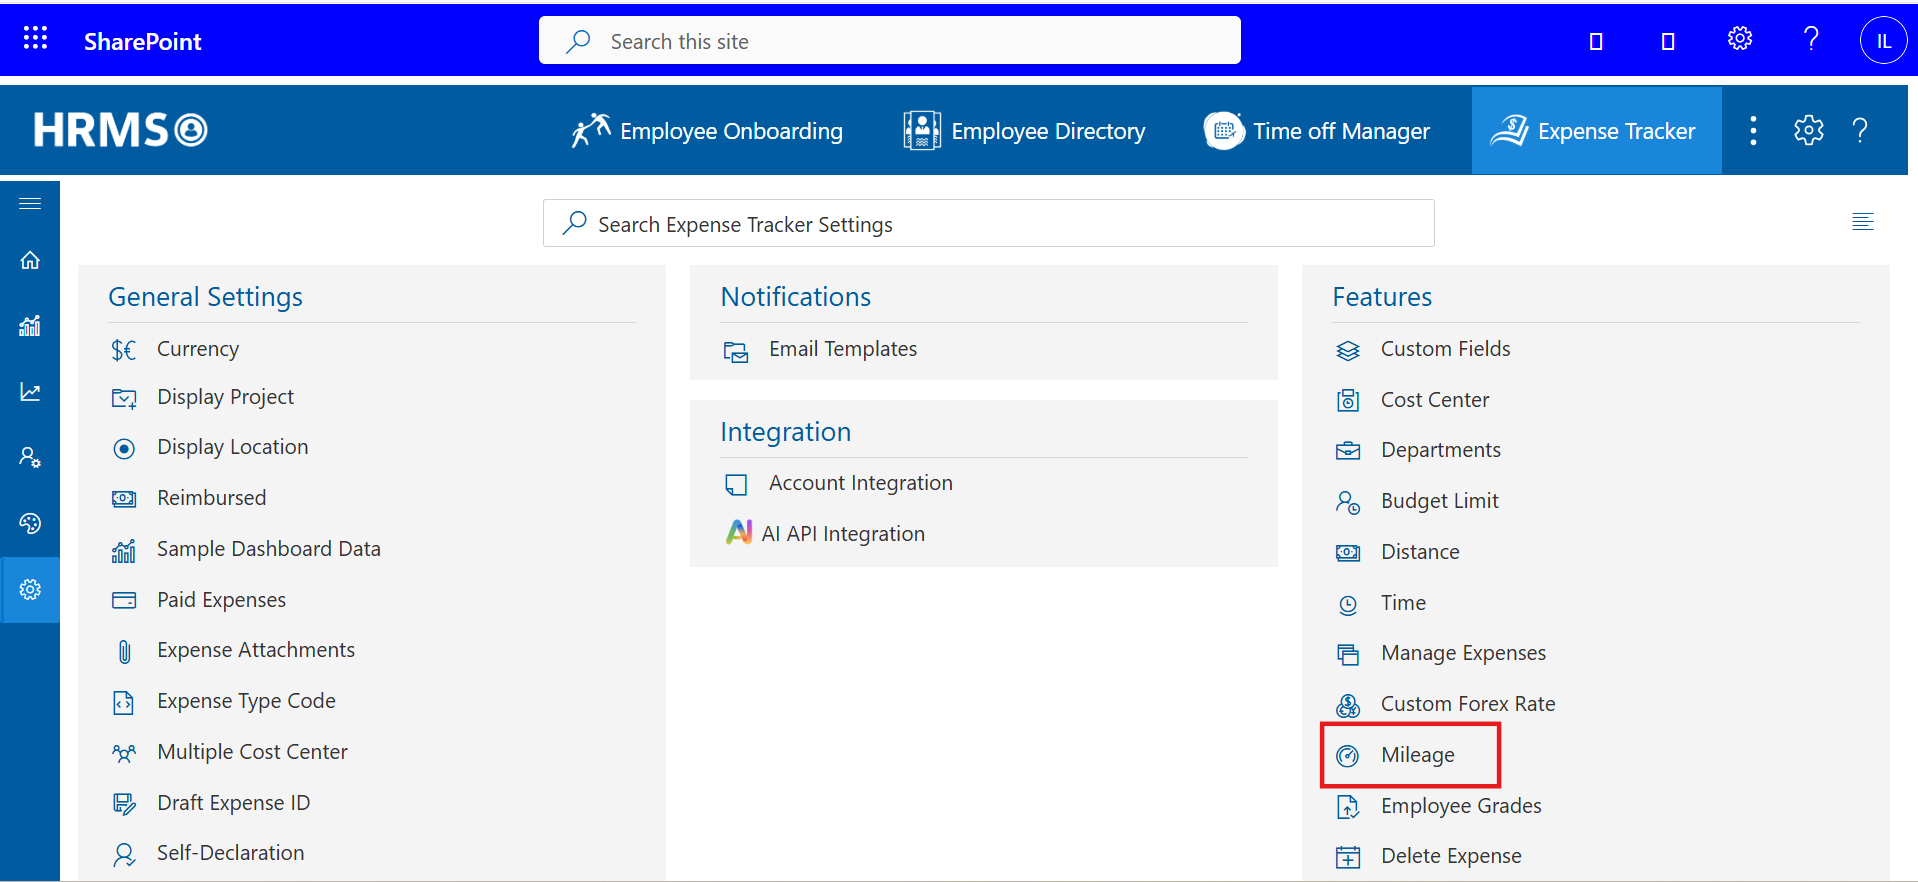 SharePoint
Search this site
IL
HRMS
Employee Onboarding
Employee Directory
Time off Manager
Expense Tracker
Search Expense Tracker Settings
General Settings
Currency
Display Project
Display Location
Reimbursed
Sample Dashboard Data
Paid Expenses
Expense Attachments
Expense Type Code
Multiple Cost Center
Draft Expense ID
Self-Declaration
Notifications
Email Templates
Integration
Account Integration
AI API Integration
Features
Custom Fields
Cost Center
Departments
Budget Limit
Distance
Time
Manage Expenses
Custom Forex Rate
Mileage
Employee Grades
Delete Expense